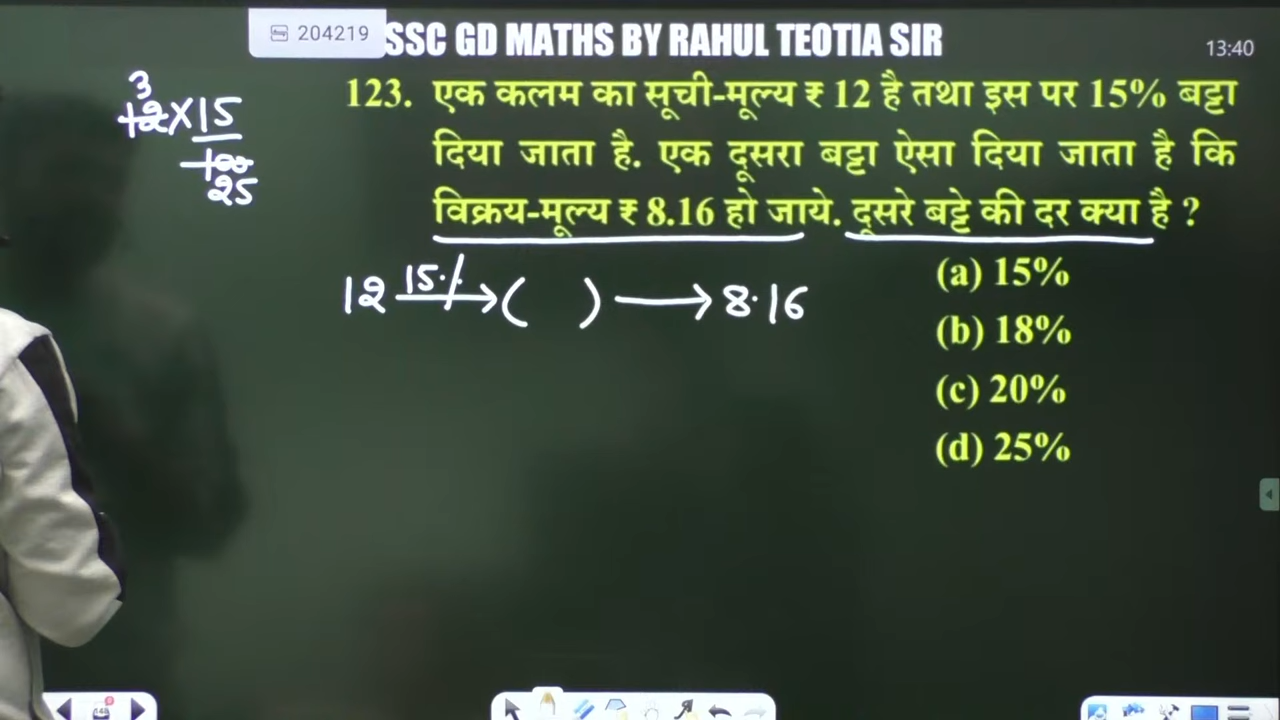 204219
SSC GD MATHS BY RAHUL TEOTIA SIR
13:40
3
12×15
100
25
123. एक कलम का सूची-मूल्य ₹ 12 है तथा इस पर 15% बट्टा
दिया जाता है. एक दूसरा बट्टा ऐसा दिया जाता है कि
विक्रय-मूल्य ₹ 8.16 हो जाये. दूसरे बट्टे की दर क्या है ?
12 15% → ( ) → 8.16
(a) 15%
(b) 18%
(c) 20%
(d) 25%